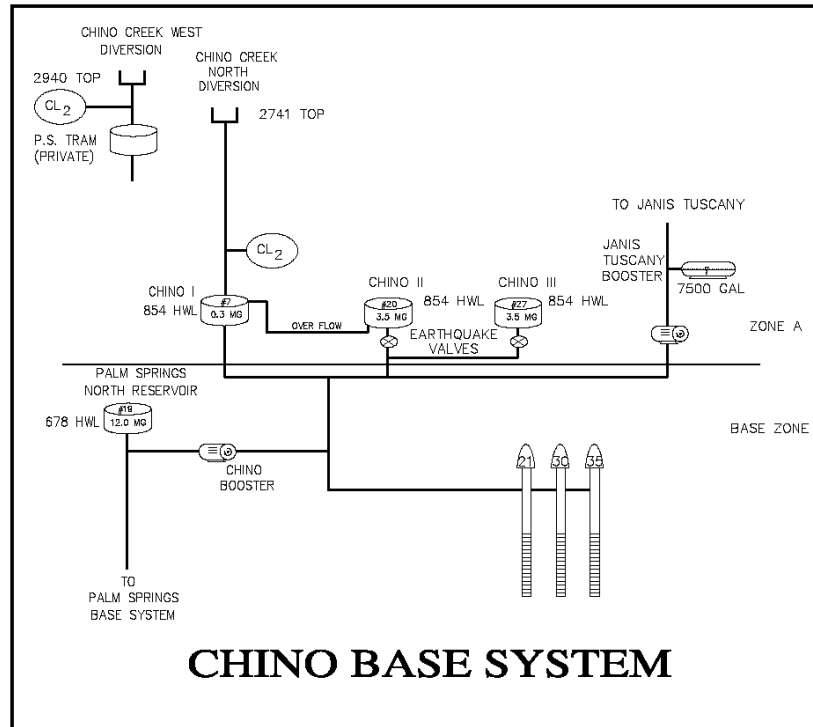 CHINO CREEK WEST
DIVERSION
2940 TOP
CL2
P.S. TRAM
(PRIVATE)
CHINO CREEK
NORTH
DIVERSION
2741 TOP
CL2
CHINO I
854 HWL
#7
0.3 MG
OVER FLOW
CHINO II
#20
3.5 MG
854 HWL
CHINO III
#27
3.5 MG
854 HWL
EARTHQUAKE
VALVES
TO JANIS TUSCANY
JANIS
TUSCANY
BOOSTER
7500 GAL
ZONE A
PALM SPRINGS
NORTH RESERVOIR
678 HWL
#19
12.0 MG
BASE ZONE
CHINO
BOOSTER
21
30
35
TO
PALM SPRINGS
BASE SYSTEM
CHINO BASE SYSTEM